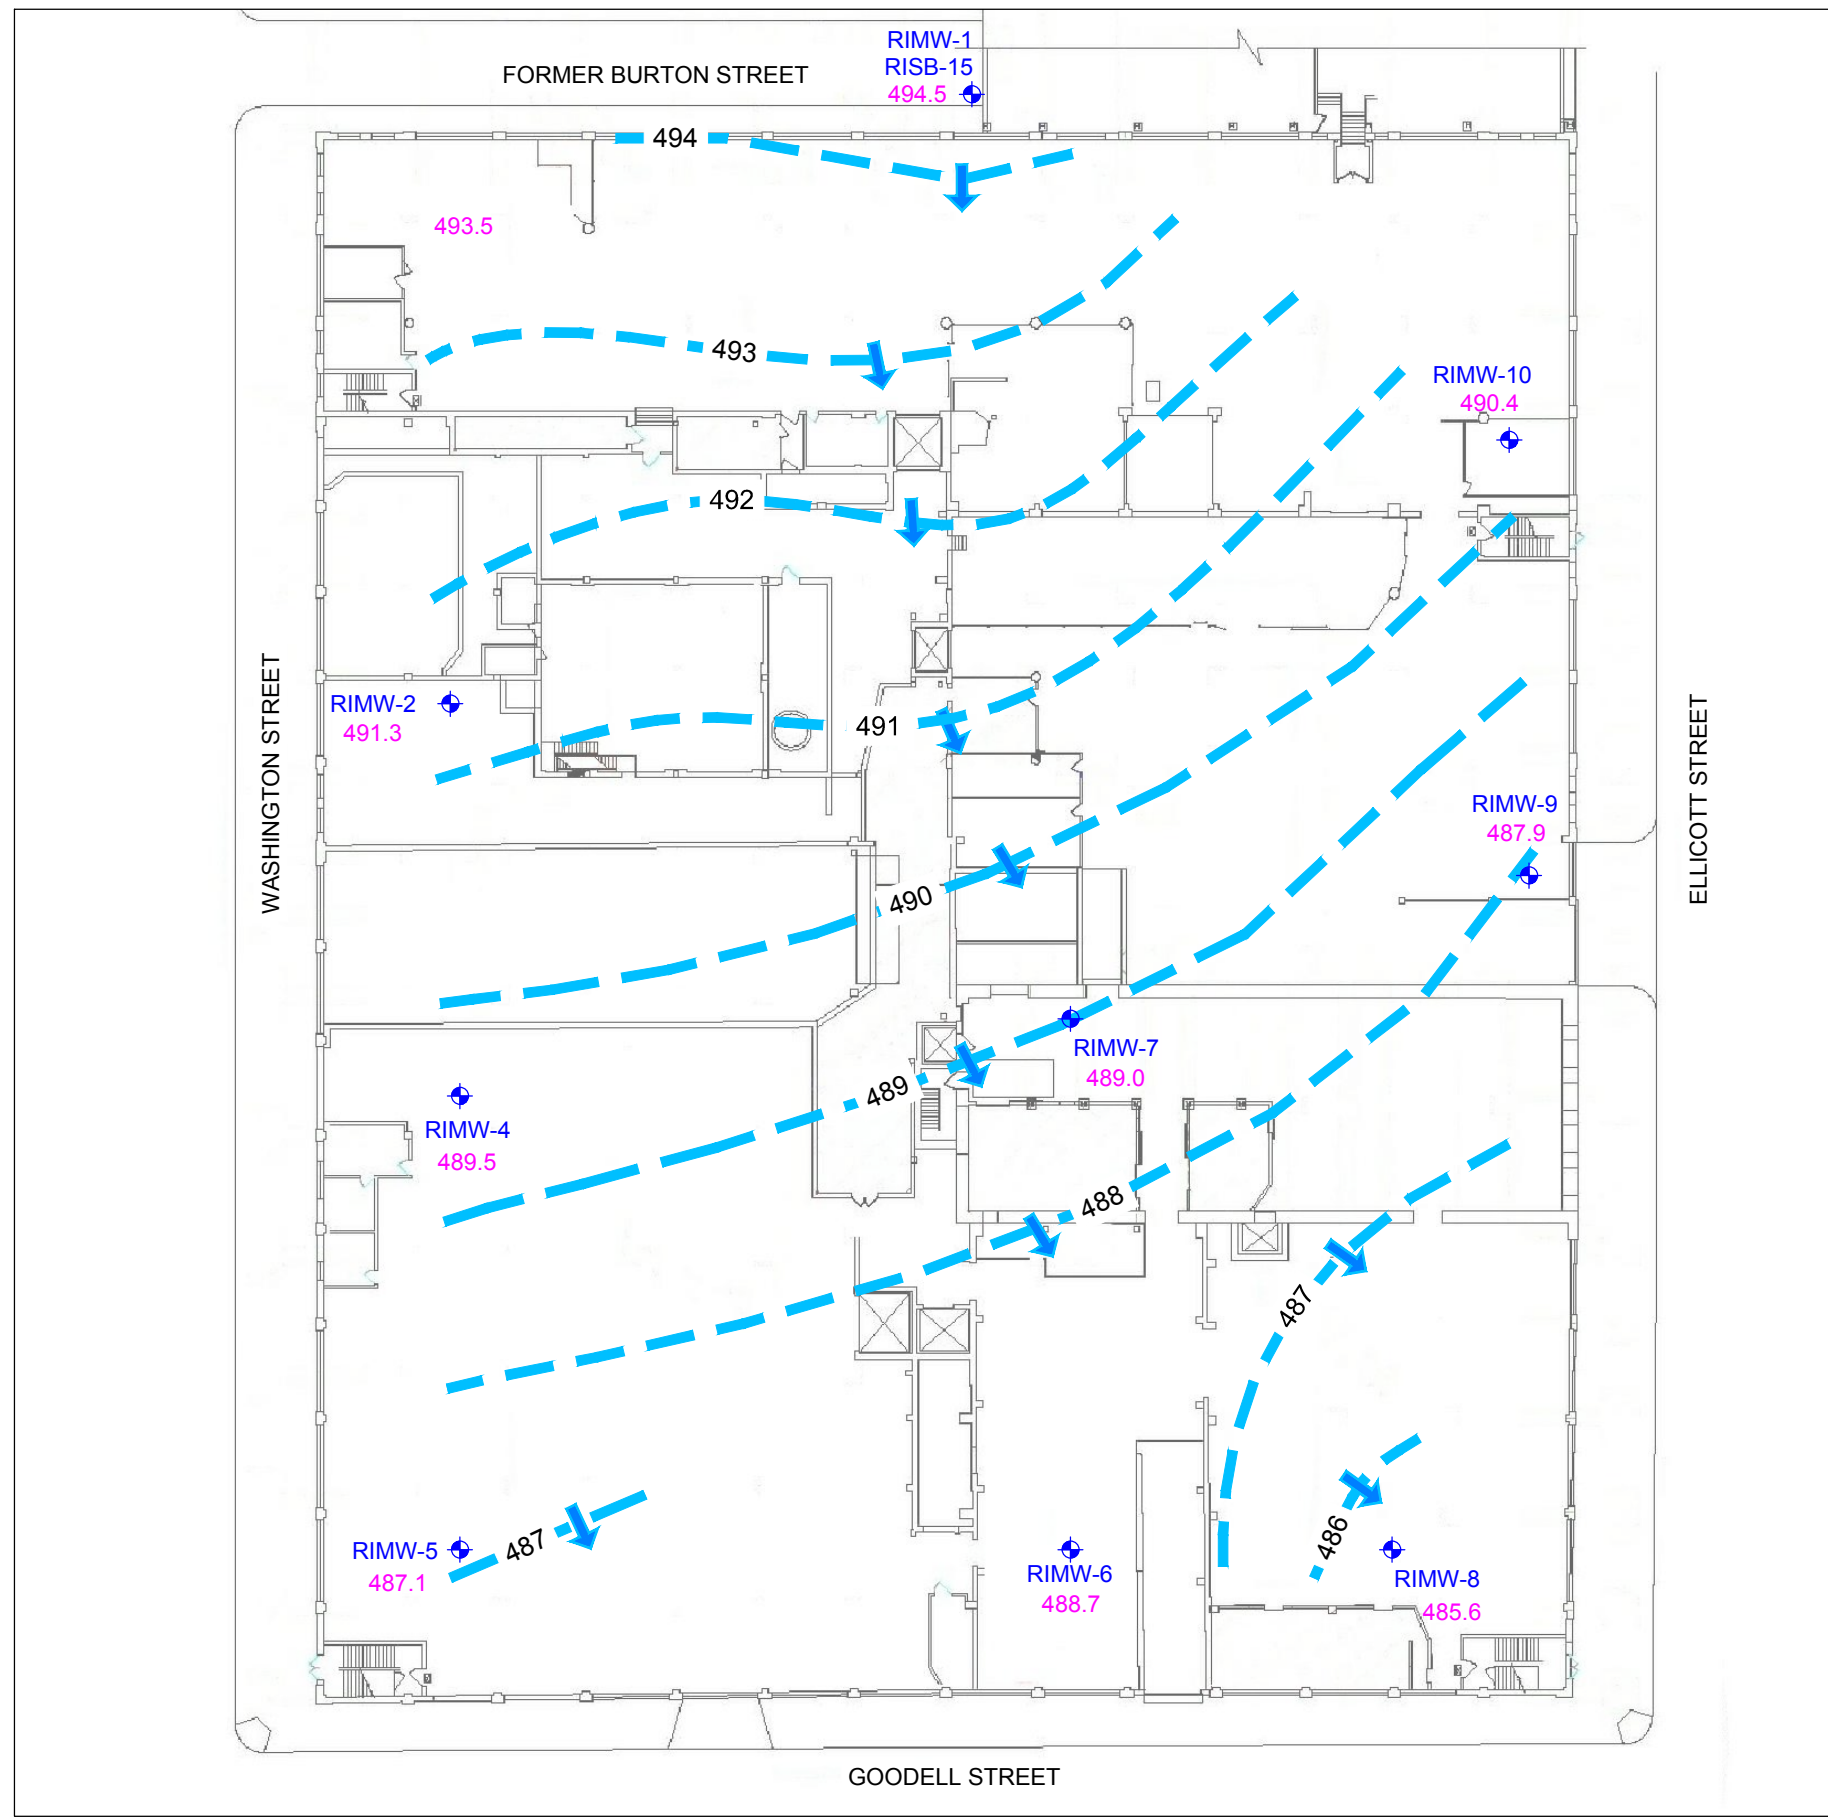 RIMW-1
RISB-15
494.5
FORMER BURTON STREET
494
493.5
493
RIMW-10
490.4
492
RIMW-2
491.3
491
WASHINGTON STREET
ELLICOTT STREET
RIMW-9
487.9
490
RIMW-7
489.0
489
RIMW-4
489.5
488
487
487
486
RIMW-5
487.1
RIMW-6
488.7
RIMW-8
485.6
GOODELL STREET